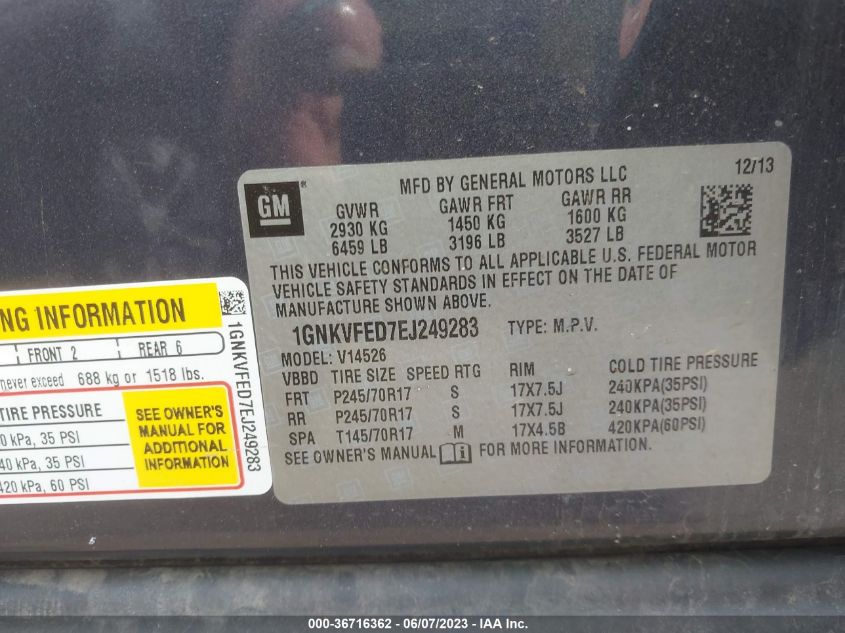 MFD BY GENERAL MOTORS LLC
12/13
GM ®
GVWR GAWR FRT GAWR RR
2930 KG 1450 KG 1600 KG
6459 LB 3196 LB 3527 LB
THIS VEHICLE CONFORMS TO ALL APPLICABLE U.S. FEDERAL MOTOR
VEHICLE SAFETY STANDARDS IN EFFECT ON THE DATE OF
MANUFACTURE SHOWN ABOVE.
1GNKVFED7EJ249283 TYPE: M.P.V.
MODEL: V14526
VBBD TIRE SIZE SPEED RTG RIM COLD TIRE PRESSURE
FRT P245/70R17 S 17X7.5J 240KPA(35PSI)
RR P245/70R17 S 17X7.5J 240KPA(35PSI)
SPA T145/70R17 M 17X4.5B 420KPA(60PSI)
SEE OWNER'S MANUAL FOR MORE INFORMATION.
NG INFORMATION
FRONT 2 REAR 6
never exceed 688 kg or 1518 lbs.
TIRE PRESSURE
0 kPa, 35 PSI
40 kPa, 35 PSI
420 kPa, 60 PSI
SEE OWNER'S
MANUAL FOR
ADDITIONAL
INFORMATION
1GNKVFED7EJ249283
000-36716362 - 06/07/2023 - IAA Inc.